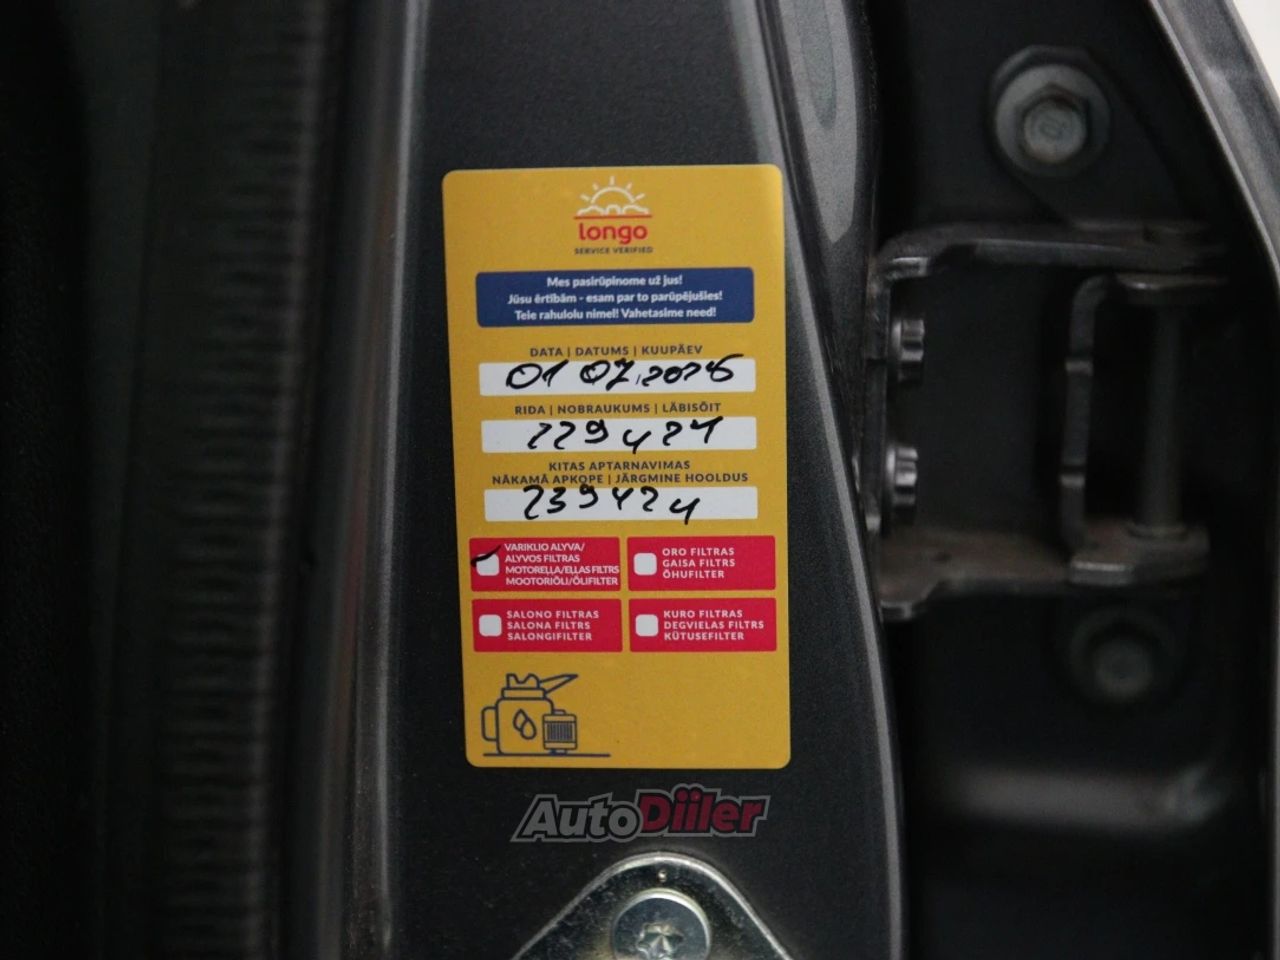 longo
SERVICE VERIFIED
Mes pasirūpinome už jus!
Jūsu ērtībām - esam par to parūpējušies!
Teie rahulolu nimel! Vahetasime need!
DATA | DATUMS | KUUPÄEV
01 07.2026
RIDA | NOBRAUKUMS | LÄBISÕIT
229424
KITAS APTARNAVIMAS
NĀKAMĀ APKOPE | JÄRGMINE HOOLDUS
239424
VARIKLIO ALYVA/
ALYVOS FILTRAS
MOTOREĻĻA/EĻĻAS FILTRS
MOOTORIÕLI/ÕLIFILTER
ORO FILTRAS
GAISA FILTRS
ÕHUFILTER
SALONO FILTRAS
SALONA FILTRS
SALONGIFILTER
KURO FILTRAS
DEGVIELAS FILTRS
KÜTUSEFILTER
AutoDiiler